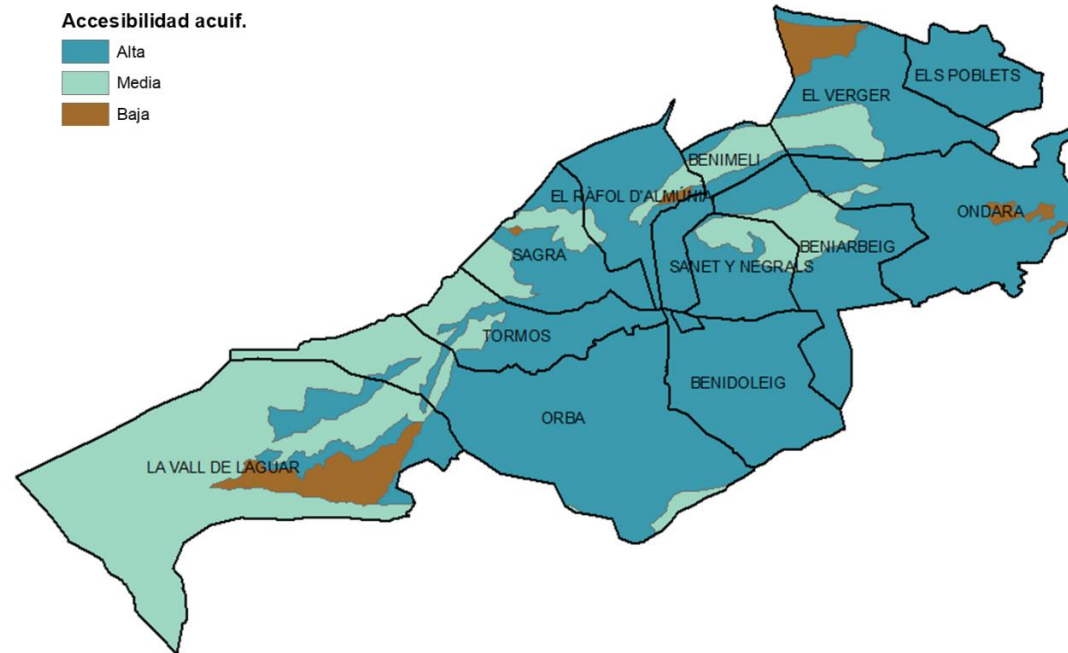 Accesibilidad acuif.
Alta
Media
Baja
ELS POBLETS
EL VERGER
BENIMELI
EL RÀFOL D'ALMÚNIA
ONDARA
BENIARBEIG
SAGRA
SANET Y NEGRALS
TORMOS
BENIDOLEIG
ORBA
LA VALL DE LAGUAR